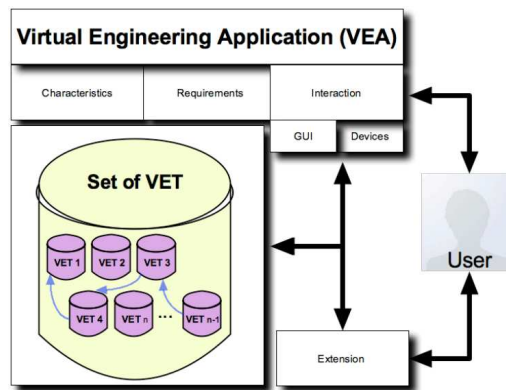 Virtual Engineering Application (VEA)
Characteristics
Requirements
Interaction
GUI
Devices
Set of VET
VET 1
VET 2
VET 3
VET 4
VET n
...
VET n-1
User
Extension